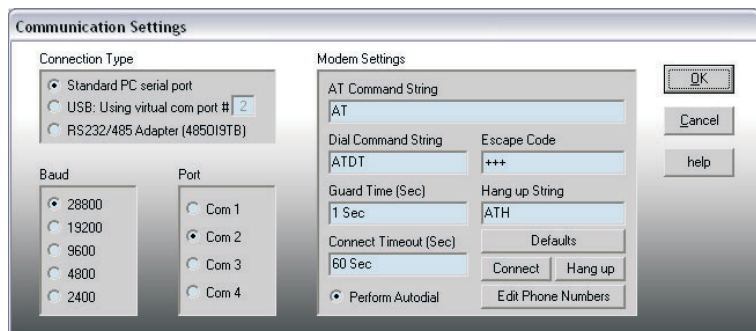 Communication Settings
Connection Type
Standard PC serial port
USB: Using virtual com port # 2
RS232/485 Adapter (485OI9TB)
Baud
28800
19200
9600
4800
2400
Port
Com 1
Com 2
Com 3
Com 4
Modem Settings
AT Command String
AT
Dial Command String
ATDT
Escape Code
+++
Guard Time (Sec)
1 Sec
Hang up String
ATH
Connect Timeout (Sec)
60 Sec
Defaults
Connect
Hang up
Perform Autodial
Edit Phone Numbers
OK
Cancel
help